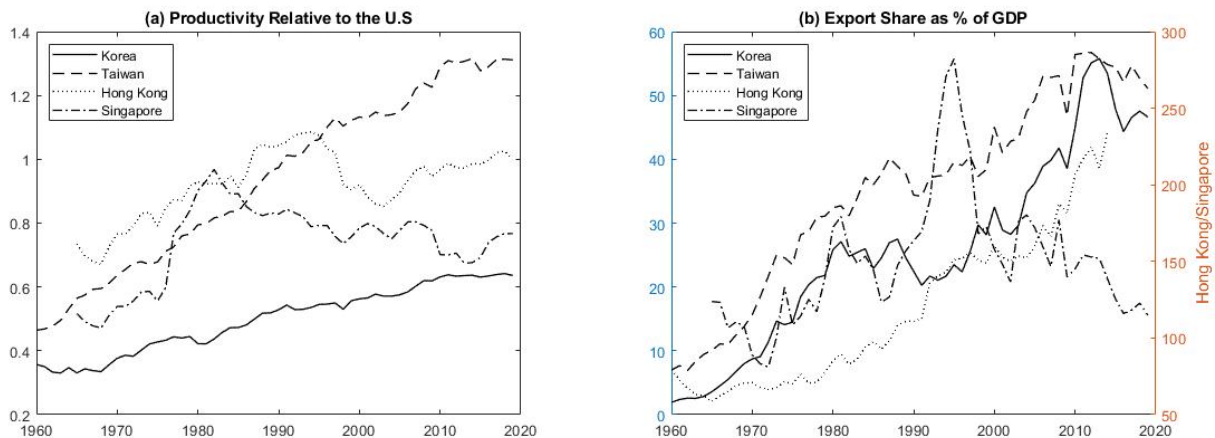 (a) Productivity Relative to the U.S
1.4
1.2
1
0.8
0.6
0.4
0.2
Korea
Taiwan
Hong Kong
Singapore
1960 1970 1980 1990 2000 2010 2020
(b) Export Share as % of GDP
60
50
40
30
20
10
0
Korea
Taiwan
Hong Kong
Singapore
300
250
200
150
100
50
Hong Kong/Singapore
1960 1970 1980 1990 2000 2010 2020